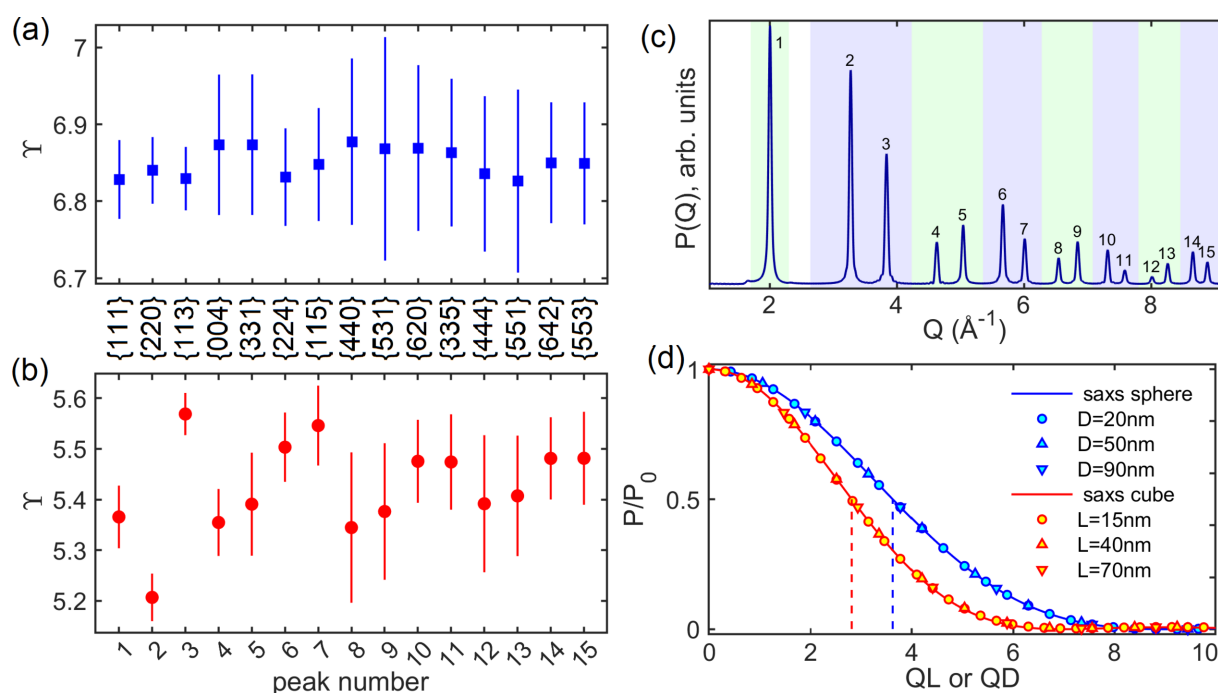 (a)
7
6.9
6.8
6.7
ϒ
{111} {220} {113} {004} {331} {224} {115} {440} {531} {620} {335} {444} {551} {642} {553}
(b)
5.6
5.5
5.4
5.3
5.2
ϒ
1 2 3 4 5 6 7 8 9 10 11 12 13 14 15
peak number
(c)
P(Q), arb. units
1 2 3 4 5 6 7 8 9 10 11 12 13 14 15
2 4 6 8
Q (Å⁻¹)
(d)
1
0.5
0
P/P₀
saxs sphere
D=20nm
D=50nm
D=90nm
saxs cube
L=15nm
L=40nm
L=70nm
0 2 4 6 8 10
QL or QD